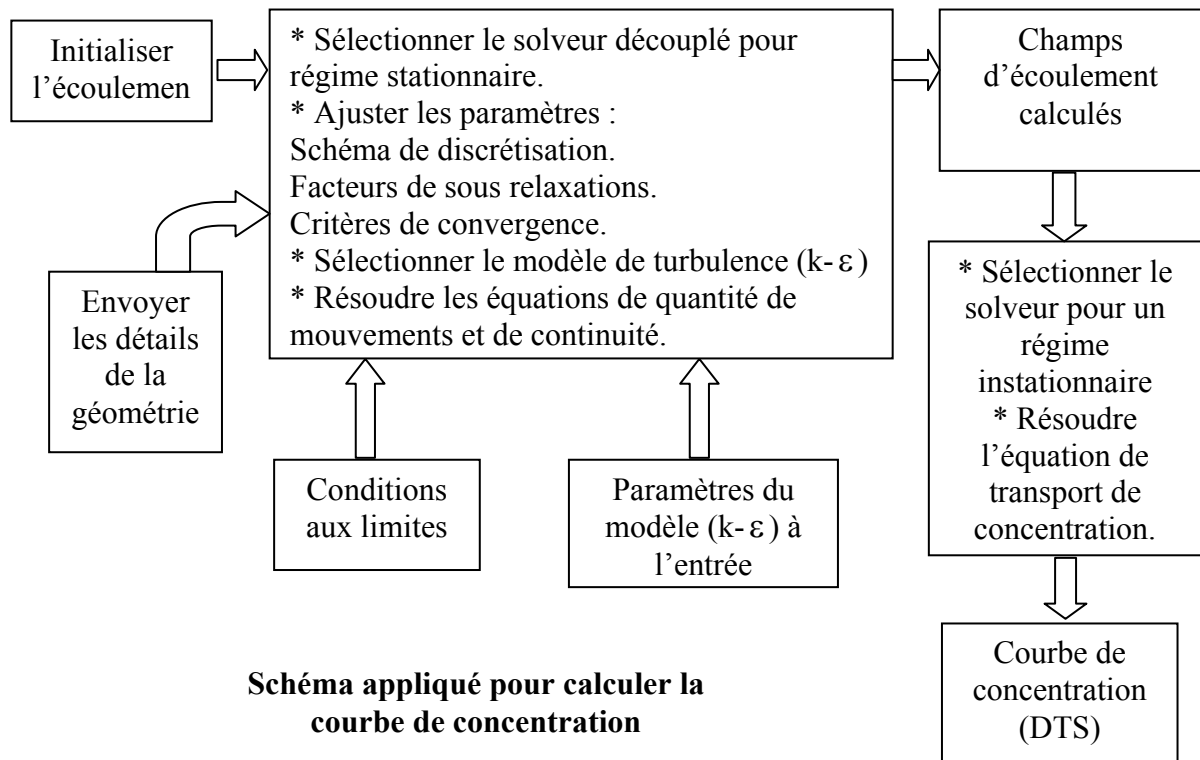 Initialiser
l’écoulemen
* Sélectionner le solveur découplé pour
régime stationnaire.
* Ajuster les paramètres :
Schéma de discrétisation.
Facteurs de sous relaxations.
Critères de convergence.
* Sélectionner le modèle de turbulence (k- ε)
* Résoudre les équations de quantité de
mouvements et de continuité.
Champs
d’écoulement
calculés
Envoyer
les détails
de la
géométrie
* Sélectionner le
solveur pour un
régime
instationnaire
* Résoudre
l’équation de
transport de
concentration.
Conditions
aux limites
Paramètres du
modèle (k- ε) à
l’entrée
Courbe de
concentration
(DTS)
Schéma appliqué pour calculer la
courbe de concentration